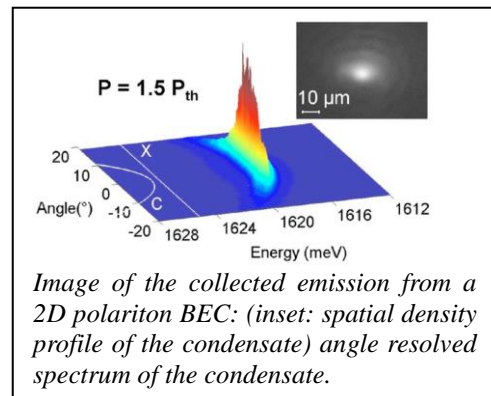 P = 1.5 P_th
10 µm
X
C
20
10
0
-10
-20
Angle(°)
1628
1624
1620
1616
1612
Energy (meV)
Image of the collected emission from a
2D polariton BEC: (inset: spatial density
profile of the condensate) angle resolved
spectrum of the condensate.